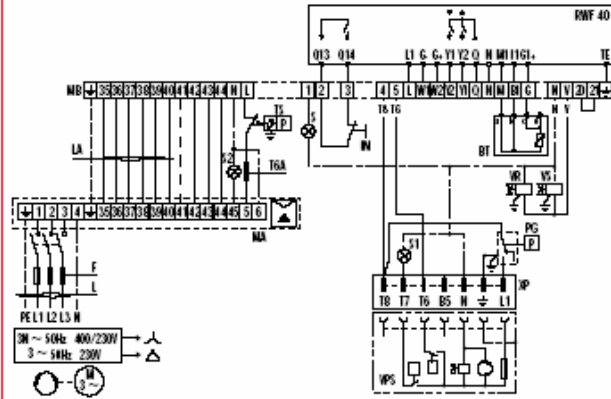 RWF 40
Q13 Q14 L1 G- G+ Y1 Y2 Q N M1 I1 G1+ TE
MB 35 36 37 38 39 40 41 42 43 44 N L 1 2 3 4 5 L W1 W2 Y2 Y1 Q N M B1 G N V 20 21
T8 T6 N V
TS
P
S
IN
BT
LA
S2
T6A
VR VS
35 36 37 38 39 40 41 42 43 44 45 5 6
1 2 3 4
MA
PG
P
S1
F
L
XP
PE L1 L2 L3 N
T8 T7 T6 B5 N L1
3N ~ 50Hz 400/230V
3 ~ 50Hz 230V
VPS
M
3~